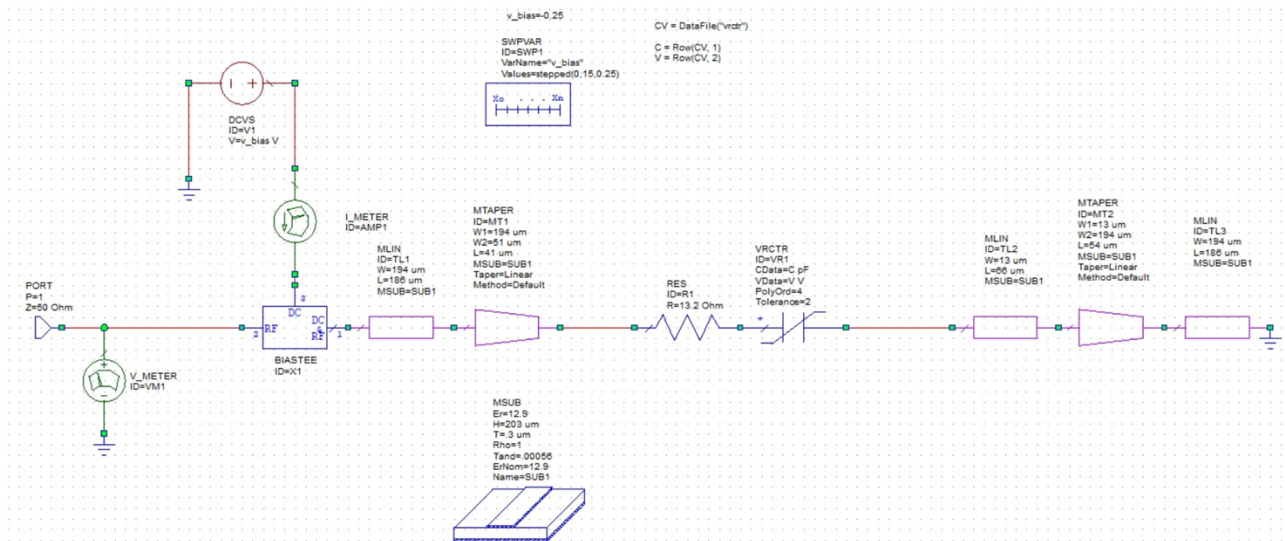 v_bias=-0.25
CV = DataFile("vrctr")
C = Row(CV, 1)
V = Row(CV, 2)
SWPVAR
ID=SWP1
VarName="v_bias"
Values=stepped(0,15,0.25)
Xo . . . Xn
- +
DCVS
ID=V1
V=v_bias V
I_METER
ID=AMP1
MLIN
ID=TL1
W=194 um
L=186 um
MSUB=SUB1
MTAPER
ID=MT1
W1=194 um
W2=51 um
L=41 um
MSUB=SUB1
Taper=Linear
Method=Default
RES
ID=R1
R=13.2 Ohm
VRCTR
ID=VR1
CData=C pF
VData=V V
PolyOrd=4
Tolerance=2
+
MLIN
ID=TL2
W=13 um
L=66 um
MSUB=SUB1
MTAPER
ID=MT2
W1=13 um
W2=194 um
L=54 um
MSUB=SUB1
Taper=Linear
Method=Default
MLIN
ID=TL3
W=194 um
L=186 um
MSUB=SUB1
PORT
P=1
Z=50 Ohm
3
DC
2 RF
DC
&
RF 1
BIASTEE
ID=X1
+
V_METER
ID=VM1
-
MSUB
Er=12.9
H=203 um
T=.3 um
Rho=1
Tand=.00056
ErNom=12.9
Name=SUB1